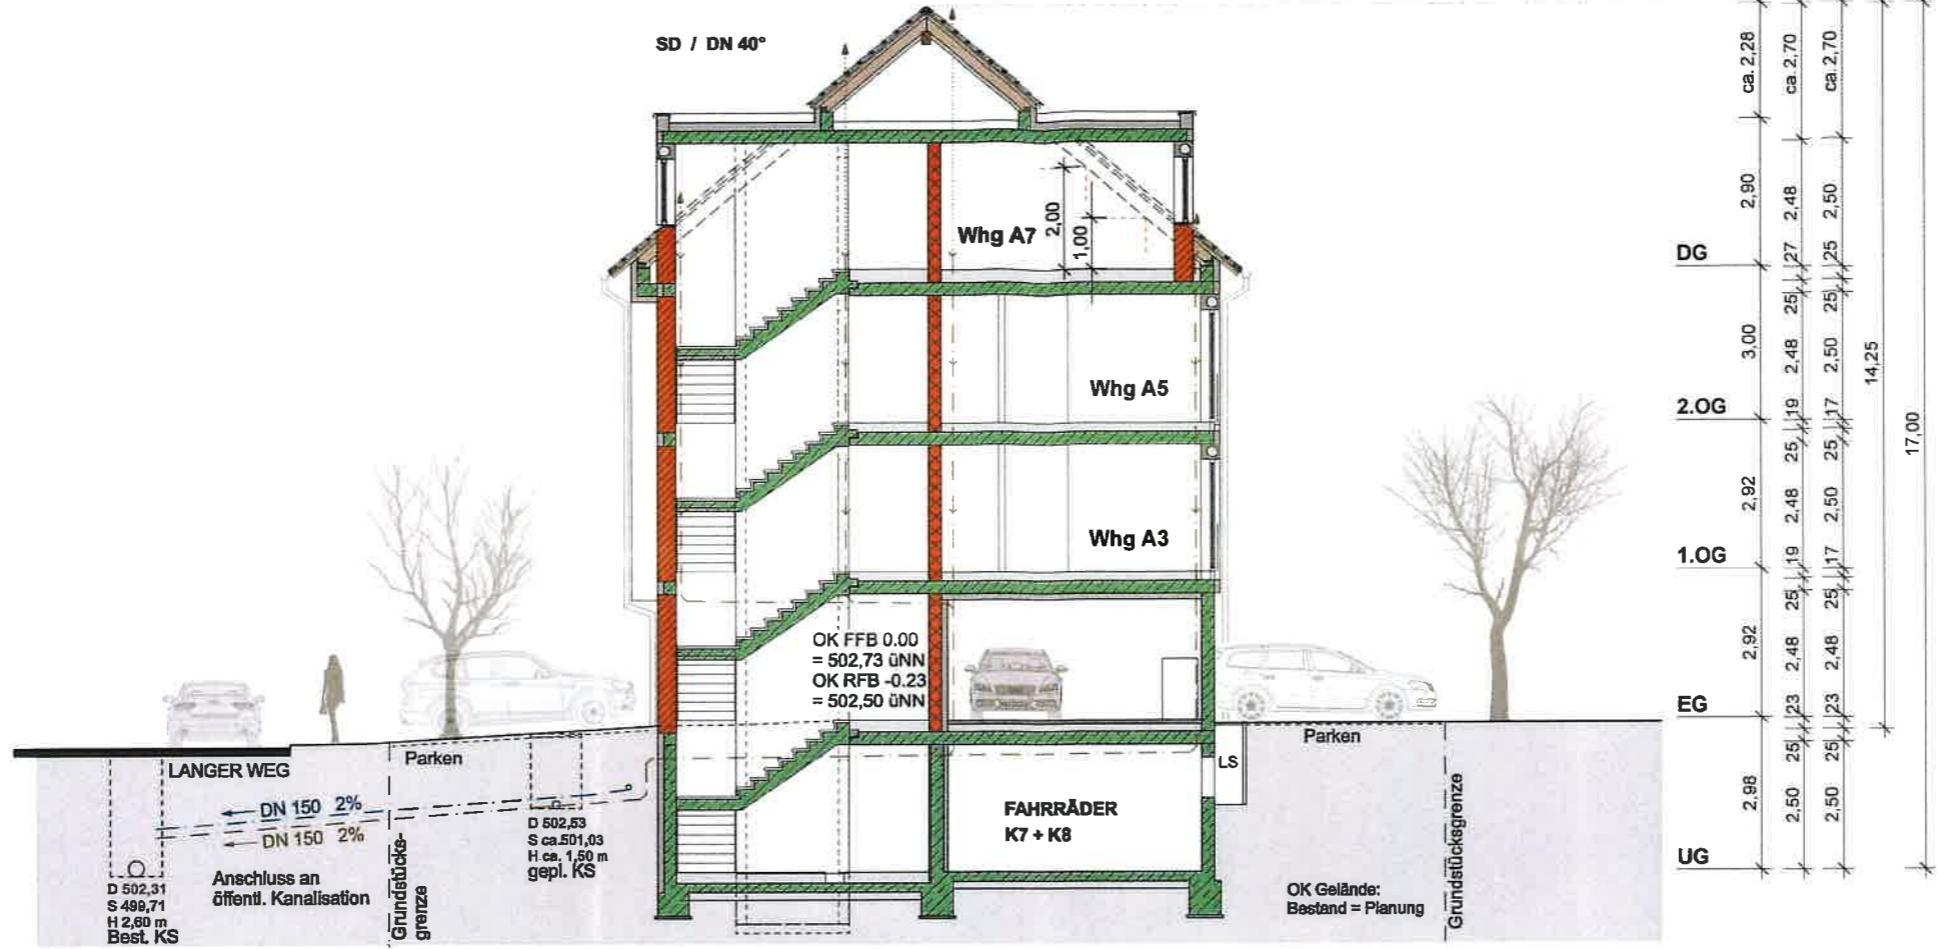 SD / DN 40°
Whg A7
2,00
1,00
Whg A5
Whg A3
OK FFB 0.00
= 502,73 üNN
OK RFB -0.23
= 502,50 üNN
LANGER WEG
Parken
DN 150 2%
DN 150 2%
D 502,31
S 499,71
H 2,60 m
Best. KS
Anschluss an
öffentl. Kanalisation
Grundstücks-
grenze
D 502,53
S ca.501,03
H ca. 1,50 m
gepl. KS
FAHRRÄDER
K7 + K8
LS
Parken
OK Gelände:
Bestand = Planung
Grundstücksgrenze
DG
2.OG
1.OG
EG
UG
ca. 2,28
2,90
3,00
2,92
2,92
2,98
ca. 2,70
2,48
27
25
2,48
19
25
2,48
19
25
2,48
23
25
2,50
ca. 2,70
2,50
25
25
2,50
17
25
2,50
17
25
2,48
23
25
2,50
14,25
17,00